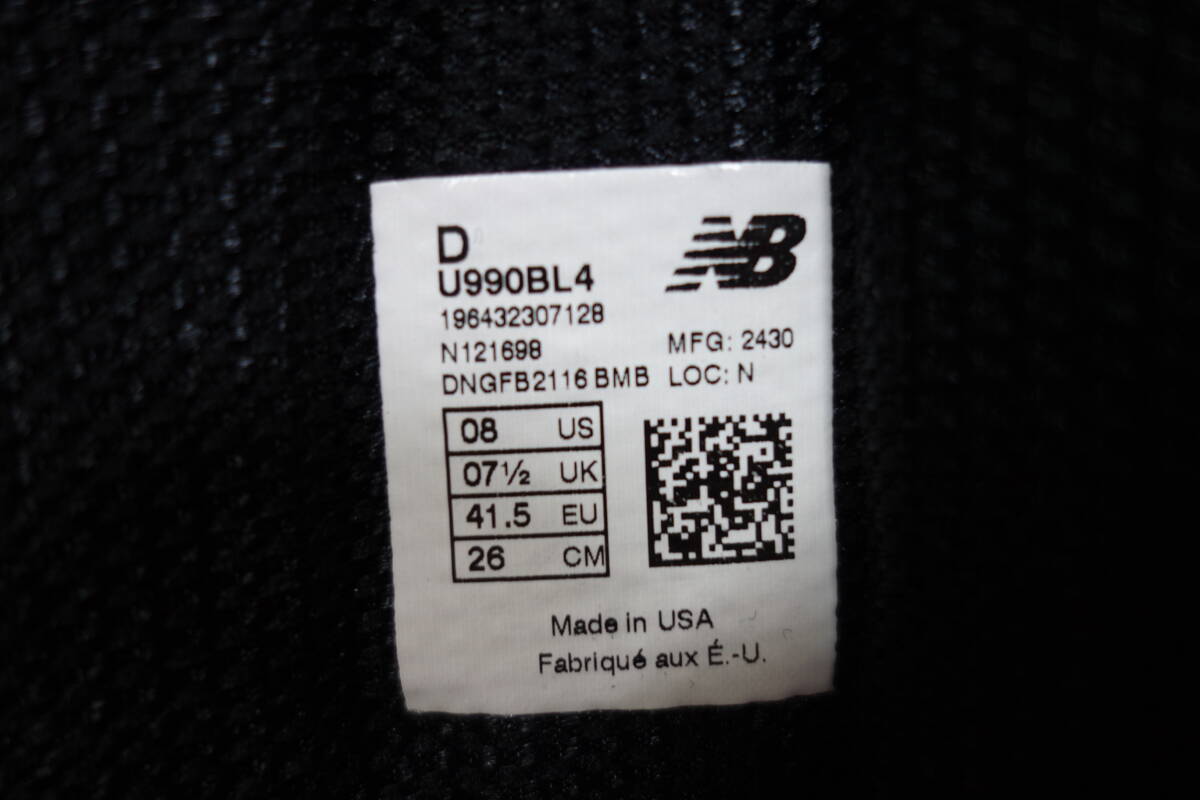 D
NB
U990BL4
196432307128
N121698
MFG: 2430
DNGFB2116 BMB
LOC: N
08 US
07½ UK
41.5 EU
26 CM
Made in USA
Fabriqué aux É.-U.